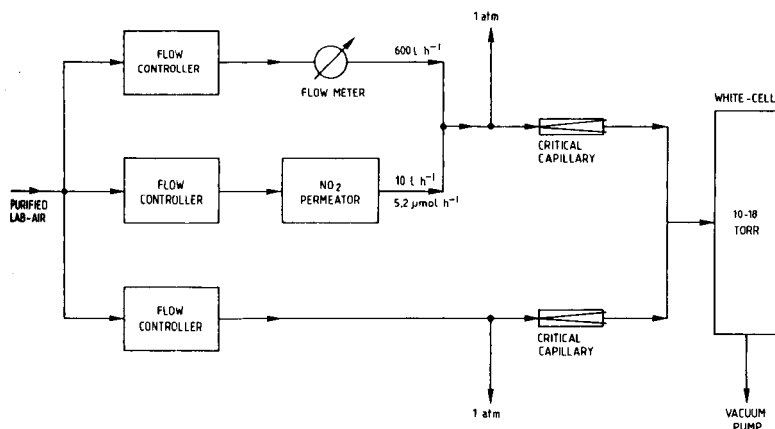 1 atm
FLOW
CONTROLLER
600 l h⁻¹
FLOW METER
WHITE-CELL
CRITICAL
CAPILLARY
PURIFIED
LAB-AIR
FLOW
CONTROLLER
NO₂
PERMEATOR
10 l h⁻¹
5,2 µmol h⁻¹
10-18
TORR
FLOW
CONTROLLER
CRITICAL
CAPILLARY
1 atm
VACUUM
PUMP